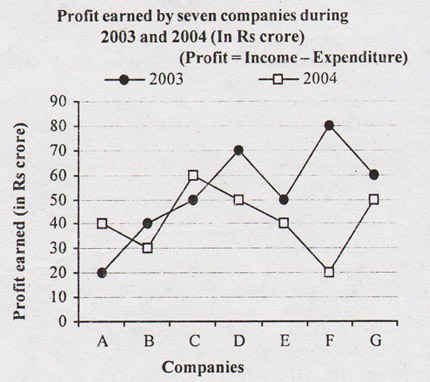 Profit earned by seven companies during
2003 and 2004 (In Rs crore)
(Profit = Income – Expenditure)
2003 2004
Profit earned (in Rs crore)
90
80
70
60
50
40
30
20
10
0
A B C D E F G
Companies